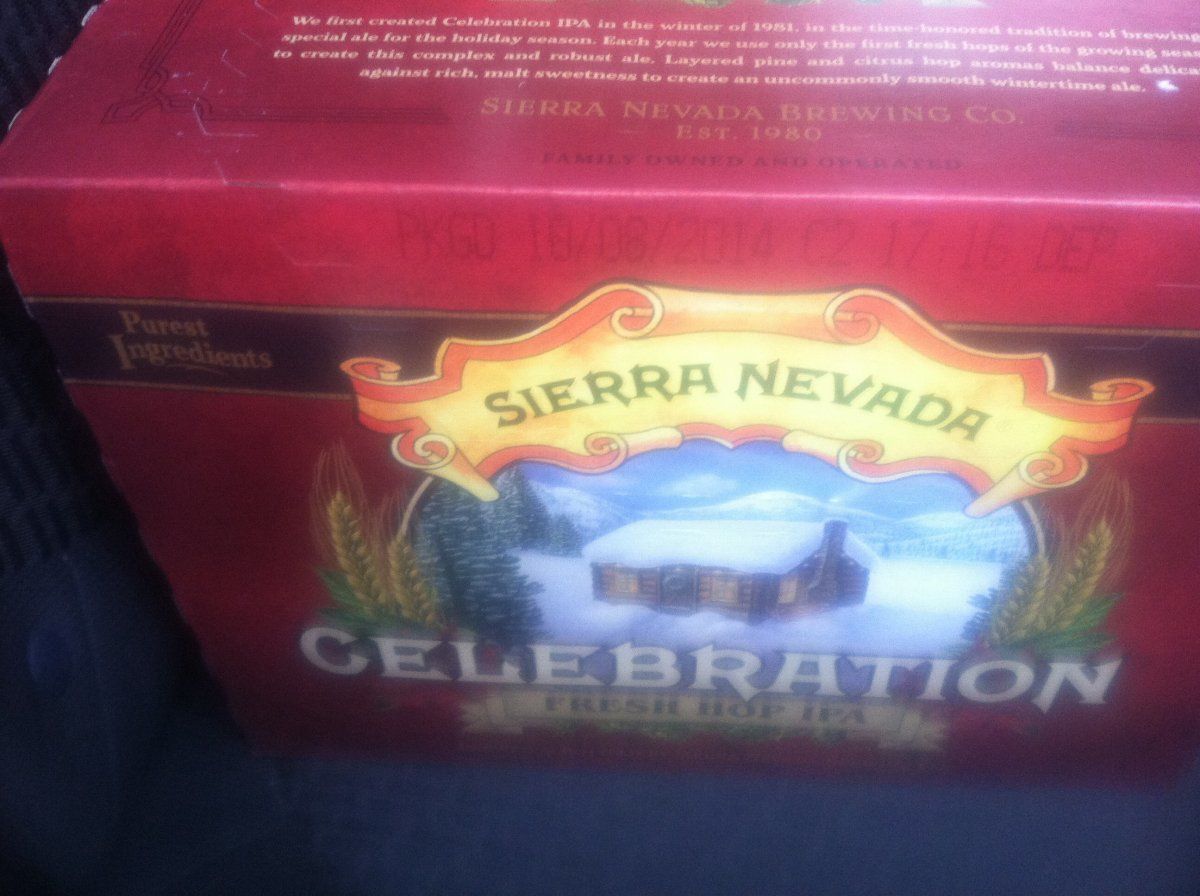 We first created Celebration IPA in the winter of 1981, in the time-honored tradition of brewing
special ale for the holiday season. Each year we use only the first fresh hops of the growing seas
to create this complex and robust ale. Layered pine and citrus hop aromas balance delica
against rich, malt sweetness to create an uncommonly smooth wintertime ale.
SIERRA NEVADA BREWING CO.
EST. 1980
FAMILY OWNED AND OPERATED
PKGD 10/08/2014 C2 17:16 DEP
Purest
Ingredients
SIERRA NEVADA
CELEBRATION
FRESH HOP IPA